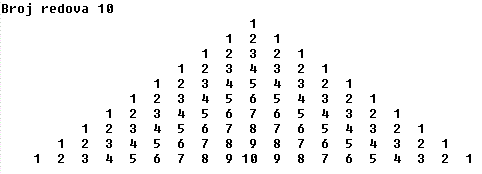 Broj redova 10
1
1 2 1
1 2 3 2 1
1 2 3 4 3 2 1
1 2 3 4 5 4 3 2 1
1 2 3 4 5 6 5 4 3 2 1
1 2 3 4 5 6 7 6 5 4 3 2 1
1 2 3 4 5 6 7 8 7 6 5 4 3 2 1
1 2 3 4 5 6 7 8 9 8 7 6 5 4 3 2 1
1 2 3 4 5 6 7 8 9 10 9 8 7 6 5 4 3 2 1